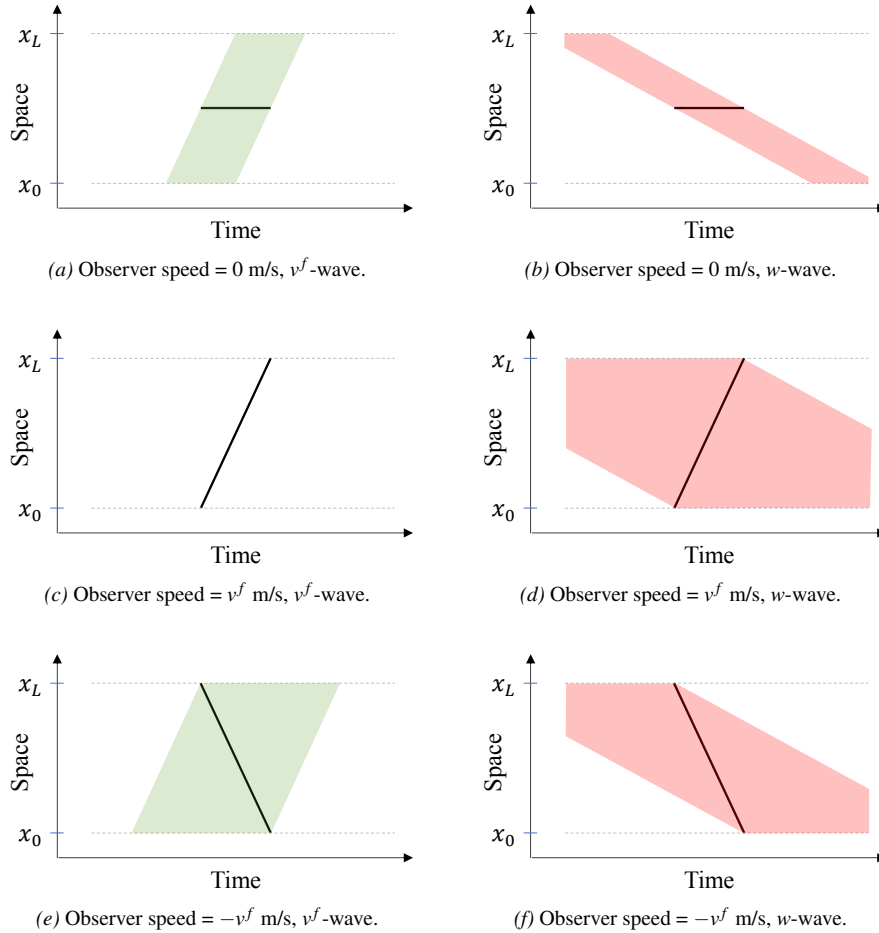 x_L
Space
x_0
Time
(a) Observer speed = 0 m/s, v^f-wave.
x_L
Space
x_0
Time
(b) Observer speed = 0 m/s, w-wave.
x_L
Space
x_0
Time
(c) Observer speed = v^f m/s, v^f-wave.
x_L
Space
x_0
Time
(d) Observer speed = v^f m/s, w-wave.
x_L
Space
x_0
Time
(e) Observer speed = −v^f m/s, v^f-wave.
x_L
Space
x_0
Time
(f) Observer speed = −v^f m/s, w-wave.